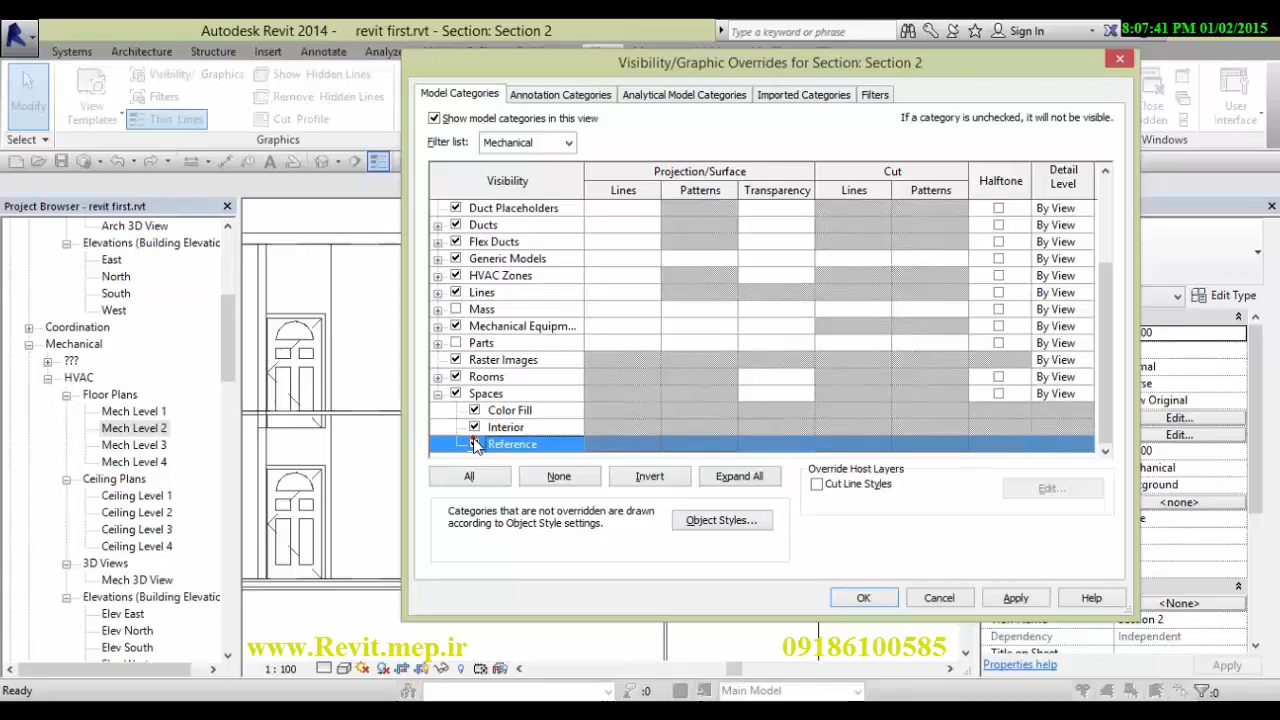 Autodesk Revit 2014 - revit first.rvt - Section: Section 2
Type a keyword or phrase
Sign In
8:07:41 PM 01/02/2015
Systems Architecture Structure Insert Annotate Analyze
Modify
View Templates
Visibility/ Graphics
Filters
Thin Lines
Show Hidden Lines
Remove Hidden Lines
Cut Profile
Select
Graphics
User Interface
Windows
Project Browser - revit first.rvt
Arch 3D View
Elevations (Building Elevatic
East
North
South
West
Coordination
Mechanical
???
HVAC
Floor Plans
Mech Level 1
Mech Level 2
Mech Level 3
Mech Level 4
Ceiling Plans
Ceiling Level 1
Ceiling Level 2
Ceiling Level 3
Ceiling Level 4
3D Views
Mech 3D View
Elevations (Building Elevatic
Elev East
Elev North
Elev South
Elev West
Visibility/Graphic Overrides for Section: Section 2
Model Categories Annotation Categories Analytical Model Categories Imported Categories Filters
Show model categories in this view
If a category is unchecked, it will not be visible.
Filter list: Mechanical
Visibility Projection/Surface Cut Halftone Detail Level
Lines Patterns Transparency Lines Patterns
Duct Placeholders By View
Ducts By View
Flex Ducts By View
Generic Models By View
HVAC Zones By View
Lines By View
Mass By View
Mechanical Equipm... By View
Parts By View
Raster Images By View
Rooms By View
Spaces By View
Color Fill
Interior
Reference
All None Invert Expand All
Override Host Layers
Cut Line Styles
Edit...
Categories that are not overridden are drawn
according to Object Style settings.
Object Styles...
OK Cancel Apply Help
Edit Type
Edit...
Edit...
<none>
<None>
Section 2
Dependency Independent
Title on Sheet
Properties help
Apply
www.Revit.mep.ir
09186100585
1 : 100
Ready
:0
Main Model
:0